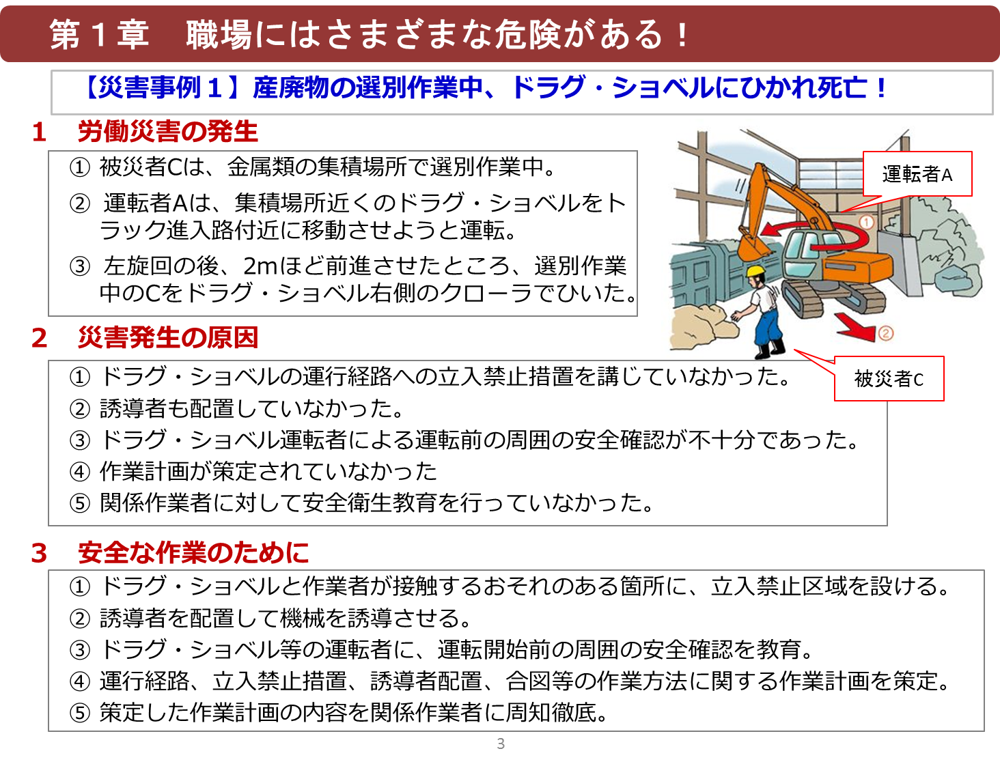 第１章　職場にはさまざまな危険がある！
【災害事例１】産廃物の選別作業中、ドラグ・ショベルにひかれ死亡！
1　労働災害の発生
① 被災者Cは、金属類の集積場所で選別作業中。
② 運転者Aは、集積場所近くのドラグ・ショベルをト
ラック進入路付近に移動させようと運転。
③ 左旋回の後、2mほど前進させたところ、選別作業
中のCをドラグ・ショベル右側のクローラでひいた。
運転者A
①
②
被災者C
2　災害発生の原因
① ドラグ・ショベルの運行経路への立入禁止措置を講じていなかった。
② 誘導者も配置していなかった。
③ ドラグ・ショベル運転者による運転前の周囲の安全確認が不十分であった。
④ 作業計画が策定されていなかった
⑤ 関係作業者に対して安全衛生教育を行っていなかった。
3　安全な作業のために
① ドラグ・ショベルと作業者が接触するおそれのある箇所に、立入禁止区域を設ける。
② 誘導者を配置して機械を誘導させる。
③ ドラグ・ショベル等の運転者に、運転開始前の周囲の安全確認を教育。
④ 運行経路、立入禁止措置、誘導者配置、合図等の作業方法に関する作業計画を策定。
⑤ 策定した作業計画の内容を関係作業者に周知徹底。
3